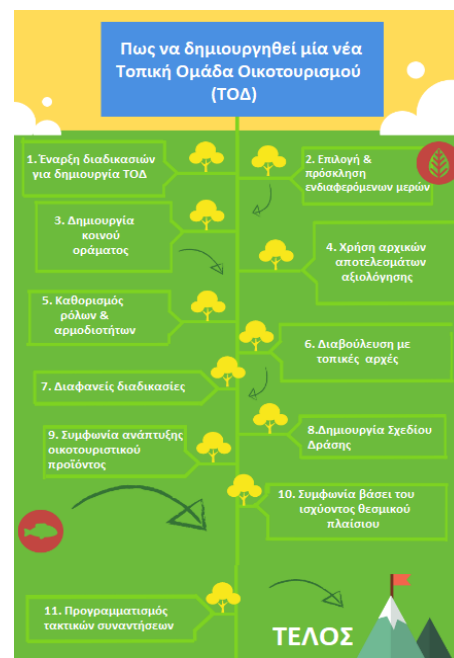 Πως να δημιουργηθεί μία νέα
Τοπική Ομάδα Οικοτουρισμού
(ΤΟΔ)
1. Έναρξη διαδικασιών
για δημιουργία ΤΟΔ
2. Επιλογή &
πρόσκληση
ενδιαφερόμενων μερών
3. Δημιουργία
κοινού
οράματος
4. Χρήση αρχικών
αποτελεσμάτων
αξιολόγησης
5. Καθορισμός
ρόλων &
αρμοδιοτήτων
6. Διαβούλευση με
τοπικές αρχές
7. Διαφανείς διαδικασίες
8.Δημιουργία Σχεδίου
Δράσης
9. Συμφωνία ανάπτυξης
οικοτουριστικού
προϊόντος
10. Συμφωνία βάσει του
ισχύοντος θεσμικού
πλαίσιου
11. Προγραμματισμός
τακτικών συναντήσεων
ΤΕΛΟΣ